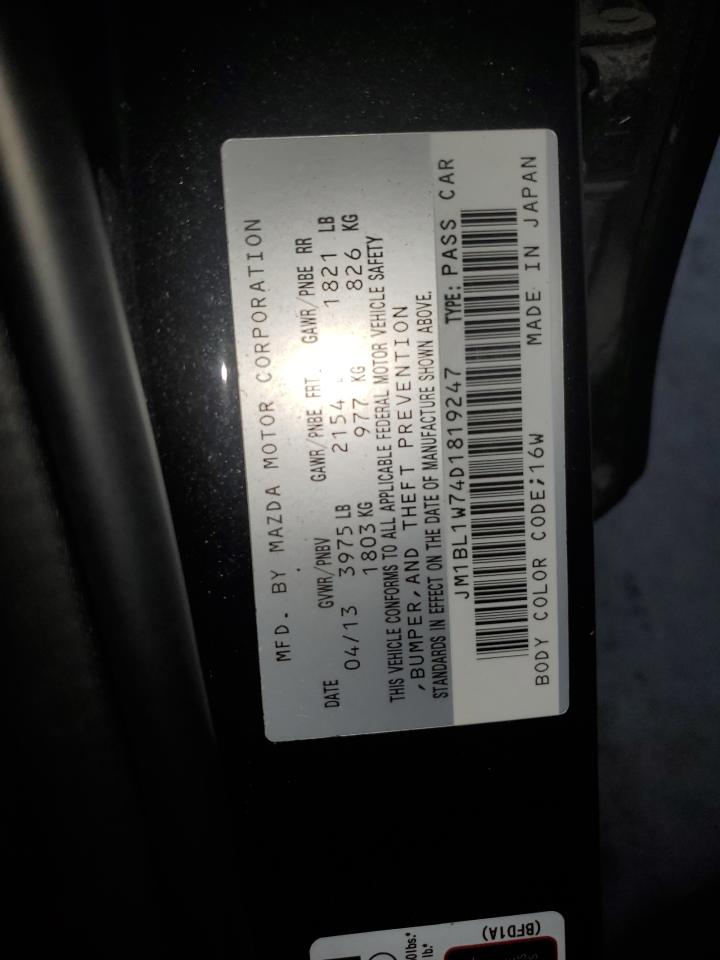 MFD. BY MAZDA MOTOR CORPORATION
DATE GVWR/PNBV GAWR/PNBE FRT. GAWR/PNBE RR
04/13 3975 LB 2154 1821 LB
1803 KG 977 KG 826 KG
THIS VEHICLE CONFORMS TO ALL APPLICABLE FEDERAL MOTOR VEHICLE SAFETY
,BUMPER,AND THEFT PREVENTION
STANDARDS IN EFFECT ON THE DATE OF MANUFACTURE SHOWN ABOVE.
JM1BL1W74D1819247 TYPE: PASS CAR
BODY COLOR CODE;16W MADE IN JAPAN
(BFD1A)
lb.*